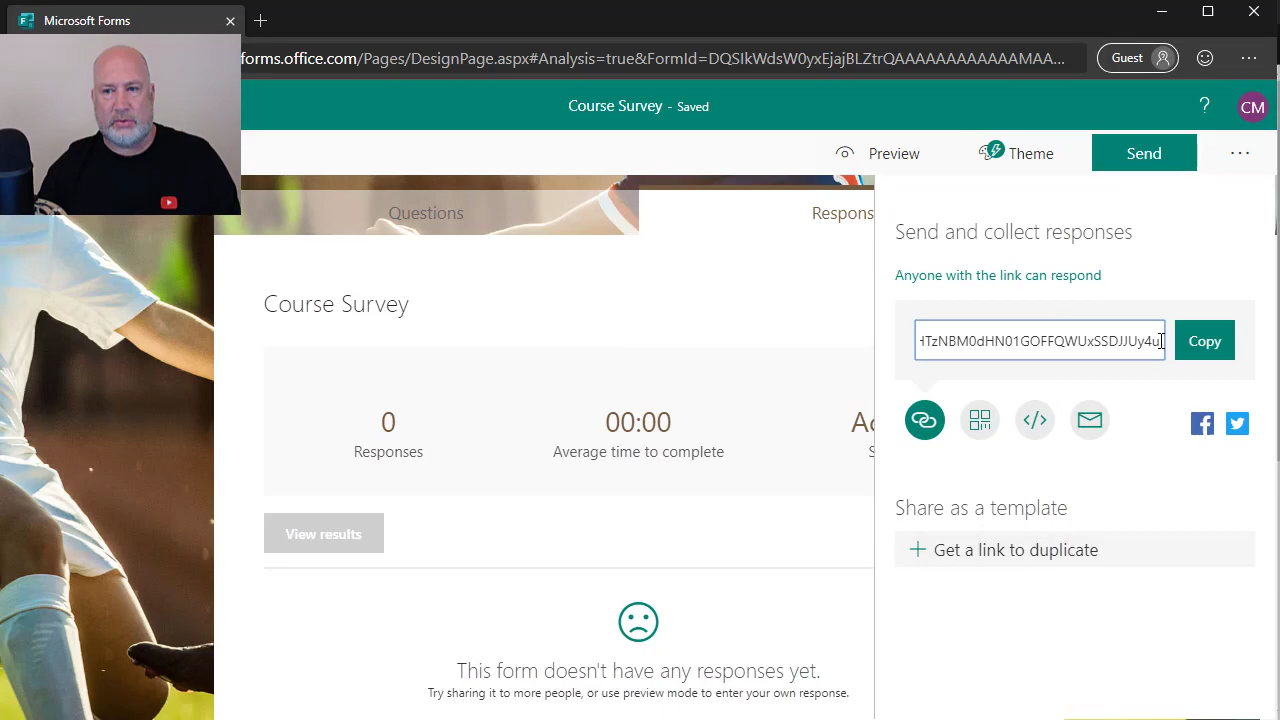 Microsoft Forms
forms.office.com/Pages/DesignPage.aspx#Analysis=true&FormId=DQSIkWdsW0yxEjajBLZtrQAAAAAAAAAAAAMAA...
Guest
Course Survey - Saved
?
CM
Preview
Theme
Send
Questions
Respons
Send and collect responses
Anyone with the link can respond
Course Survey
HTzNBM0dHN01GOFFQWUxSSDJJUy4u
Copy
0
00:00
Ac
Responses
Average time to complete
S
View results
Share as a template
Get a link to duplicate
This form doesn't have any responses yet.
Try sharing it to more people, or use preview mode to enter your own response.